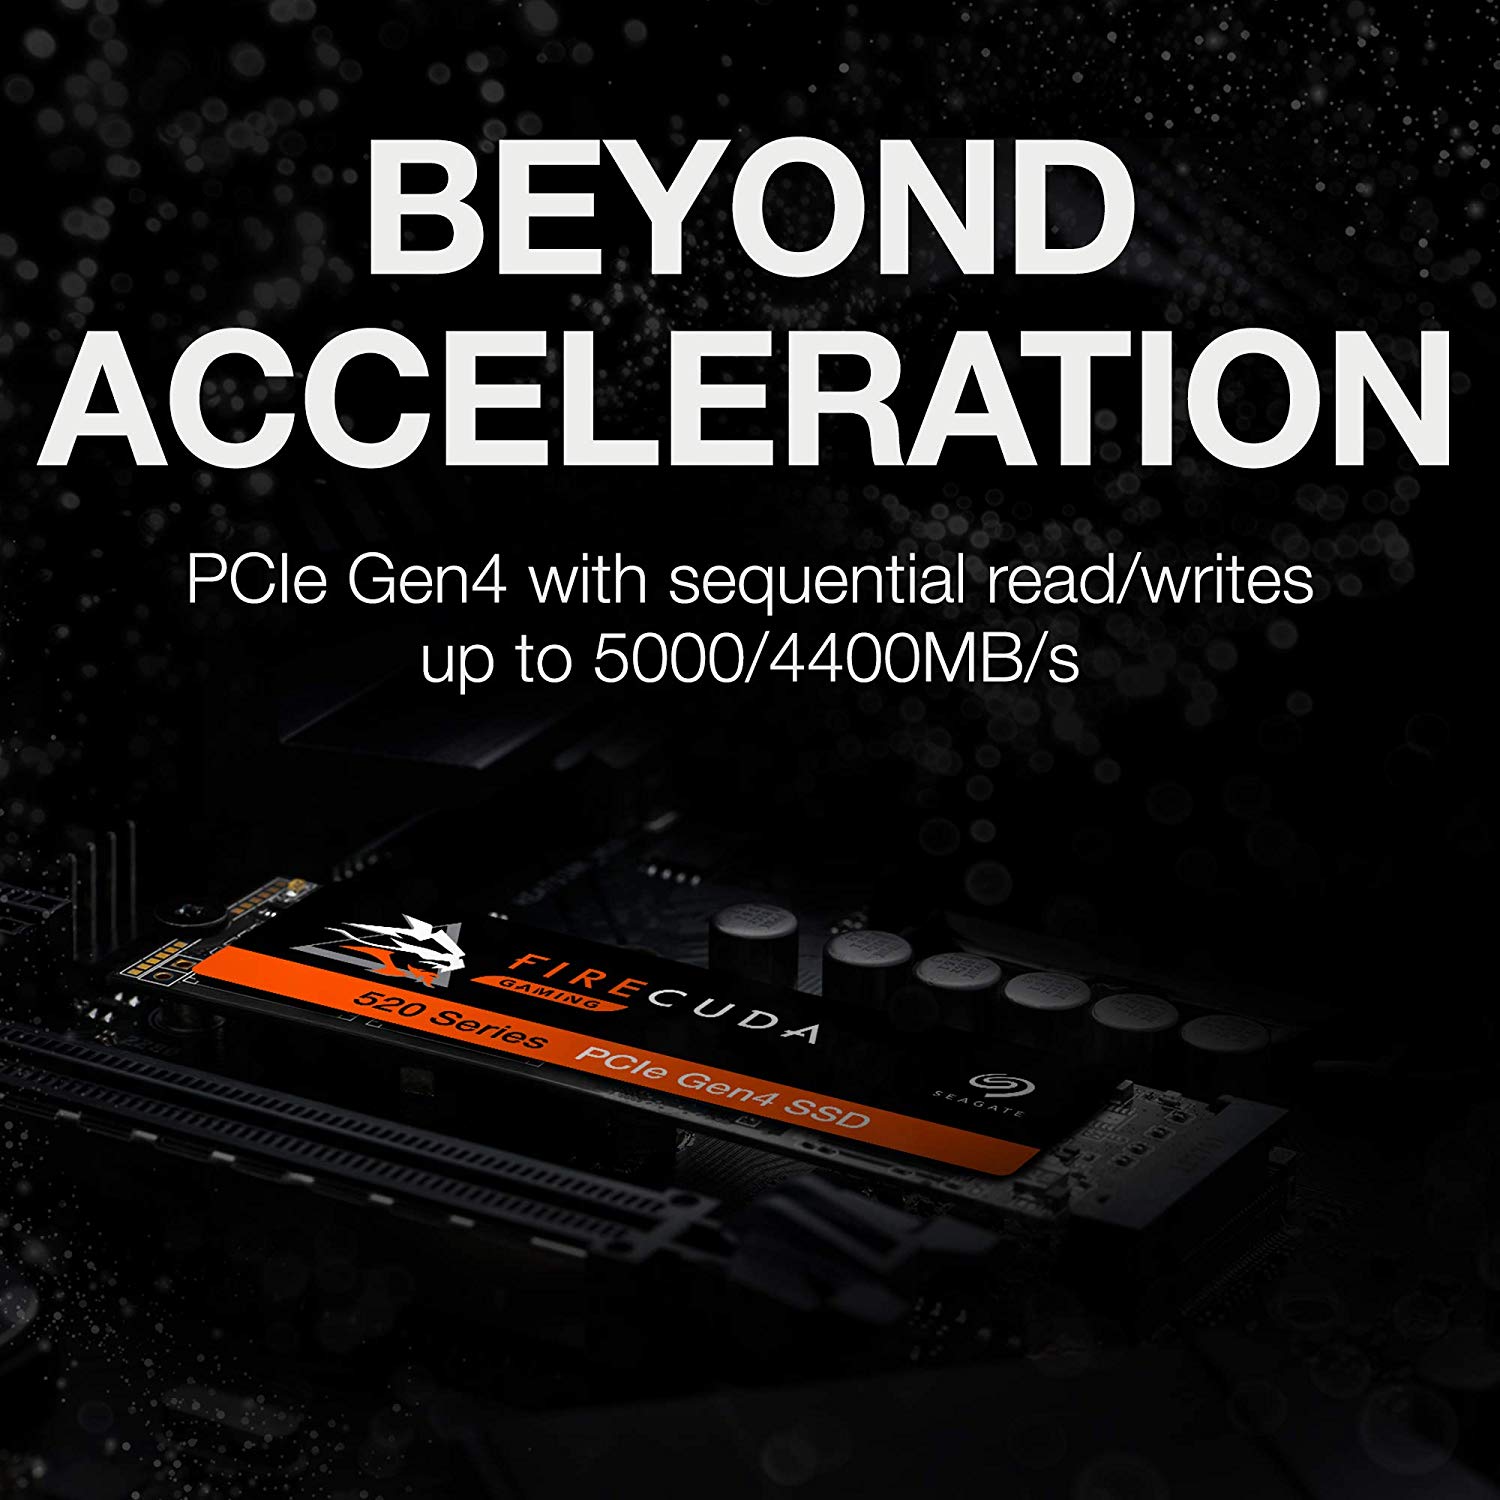 BEYOND
ACCELERATION
PCIe Gen4 with sequential read/writes
up to 5000/4400MB/s
FIRECUDA
GAMING
520 Series PCIe Gen4 SSD
SEAGATE